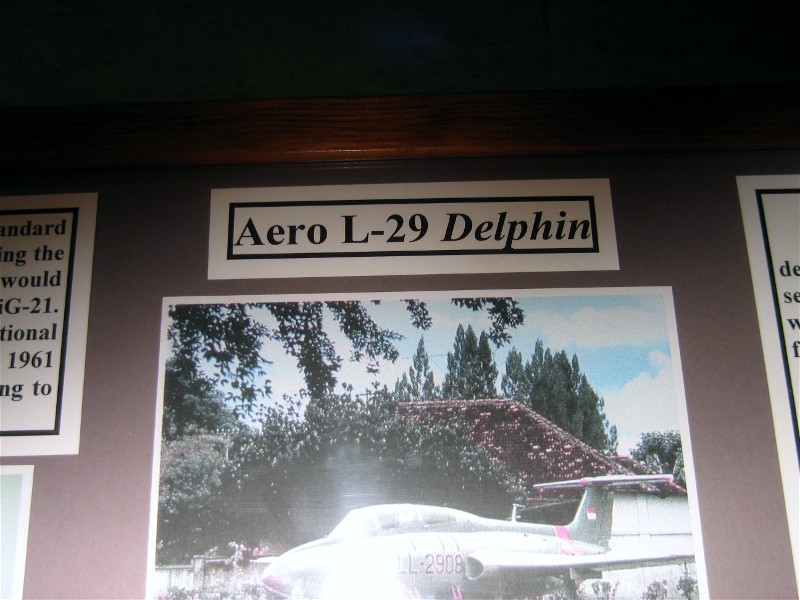 Aero L-29 Delphin
andard
ing the
would
iG-21.
tional
1961
ng to
de
se
w
f
LL-2908